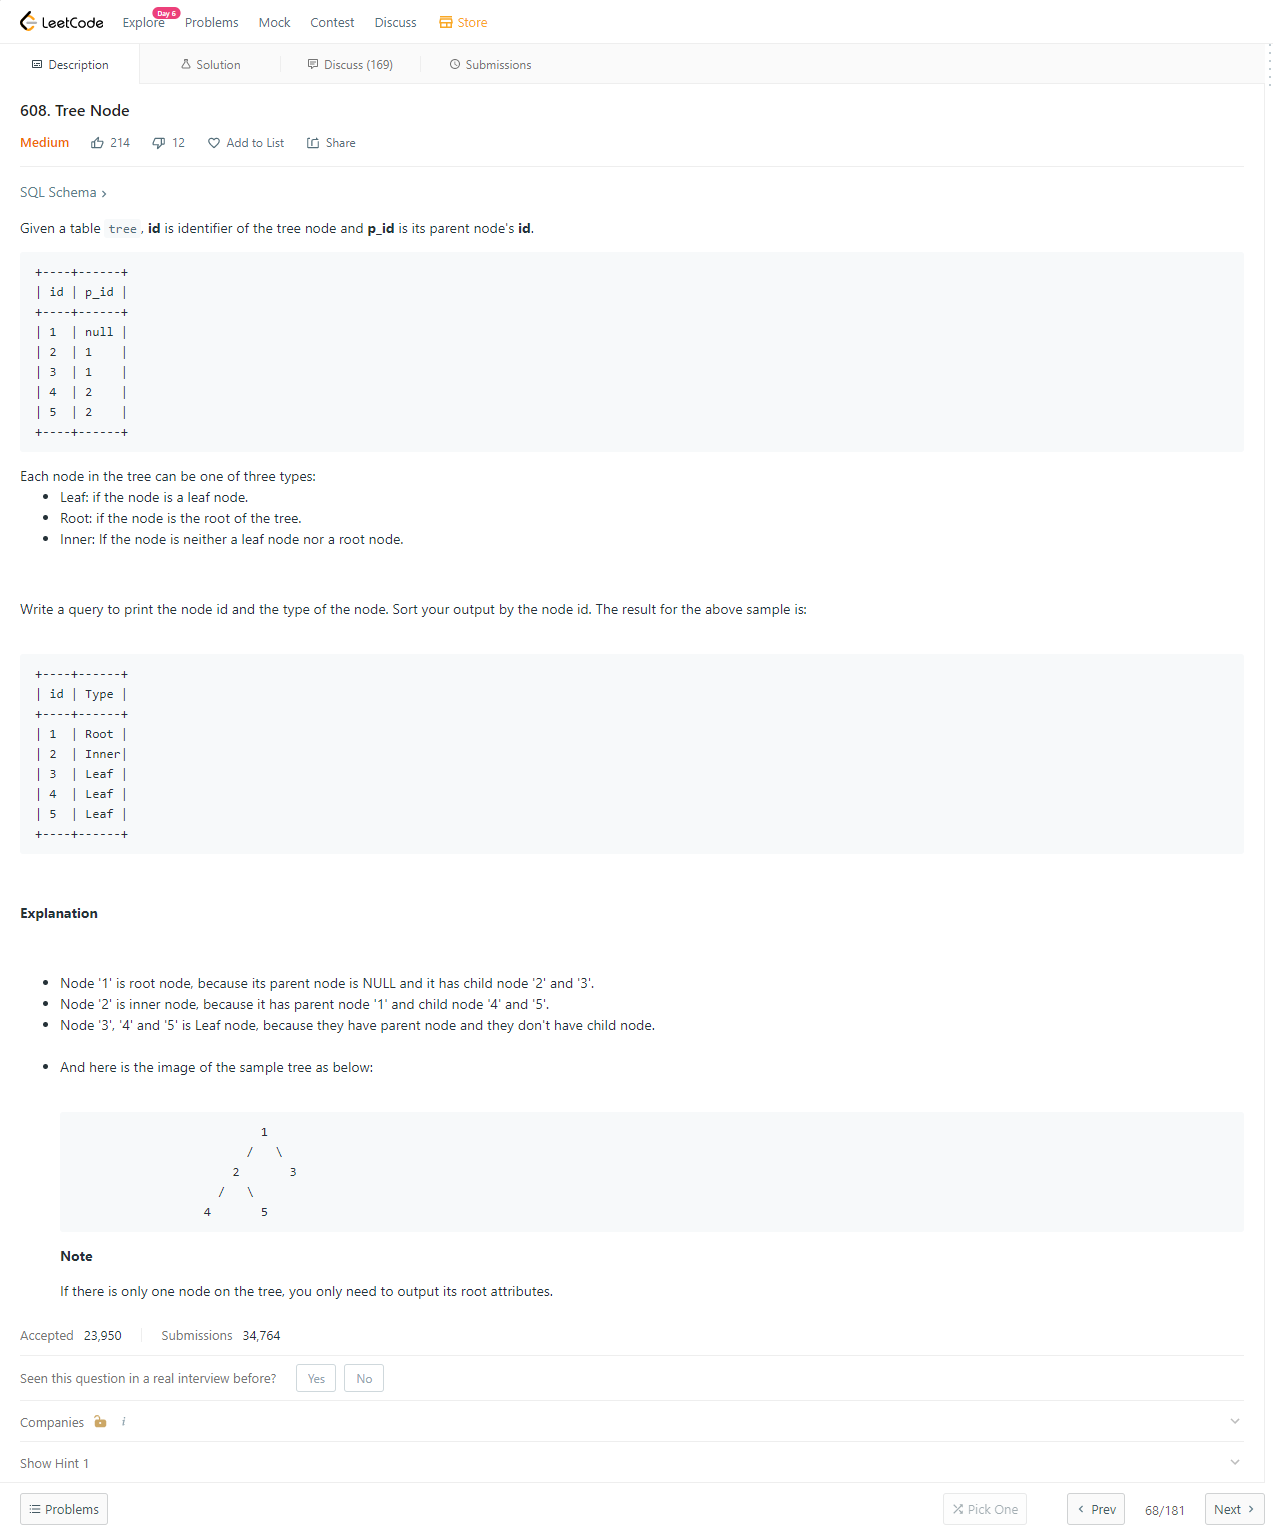 LeetCode Explore Day 6 Problems Mock Contest Discuss Store
Description Solution Discuss (169) Submissions
608. Tree Node
Medium 214 12 Add to List Share
SQL Schema ›
Given a table tree, id is identifier of the tree node and p_id is its parent node's id.
+----+------+
| id | p_id |
+----+------+
| 1  | null |
| 2  | 1    |
| 3  | 1    |
| 4  | 2    |
| 5  | 2    |
+----+------+
Each node in the tree can be one of three types:
• Leaf: if the node is a leaf node.
• Root: if the node is the root of the tree.
• Inner: If the node is neither a leaf node nor a root node.
Write a query to print the node id and the type of the node. Sort your output by the node id. The result for the above sample is:
+----+------+
| id | Type |
+----+------+
| 1  | Root |
| 2  | Inner|
| 3  | Leaf |
| 4  | Leaf |
| 5  | Leaf |
+----+------+
Explanation
• Node '1' is root node, because its parent node is NULL and it has child node '2' and '3'.
• Node '2' is inner node, because it has parent node '1' and child node '4' and '5'.
• Node '3', '4' and '5' is Leaf node, because they have parent node and they don't have child node.
• And here is the image of the sample tree as below:
1
/ \
2 3
/ \
4 5
Note
If there is only one node on the tree, you only need to output its root attributes.
Accepted 23,950 Submissions 34,764
Seen this question in a real interview before? Yes No
Companies i
Show Hint 1
Problems Pick One ‹ Prev 68/181 Next ›